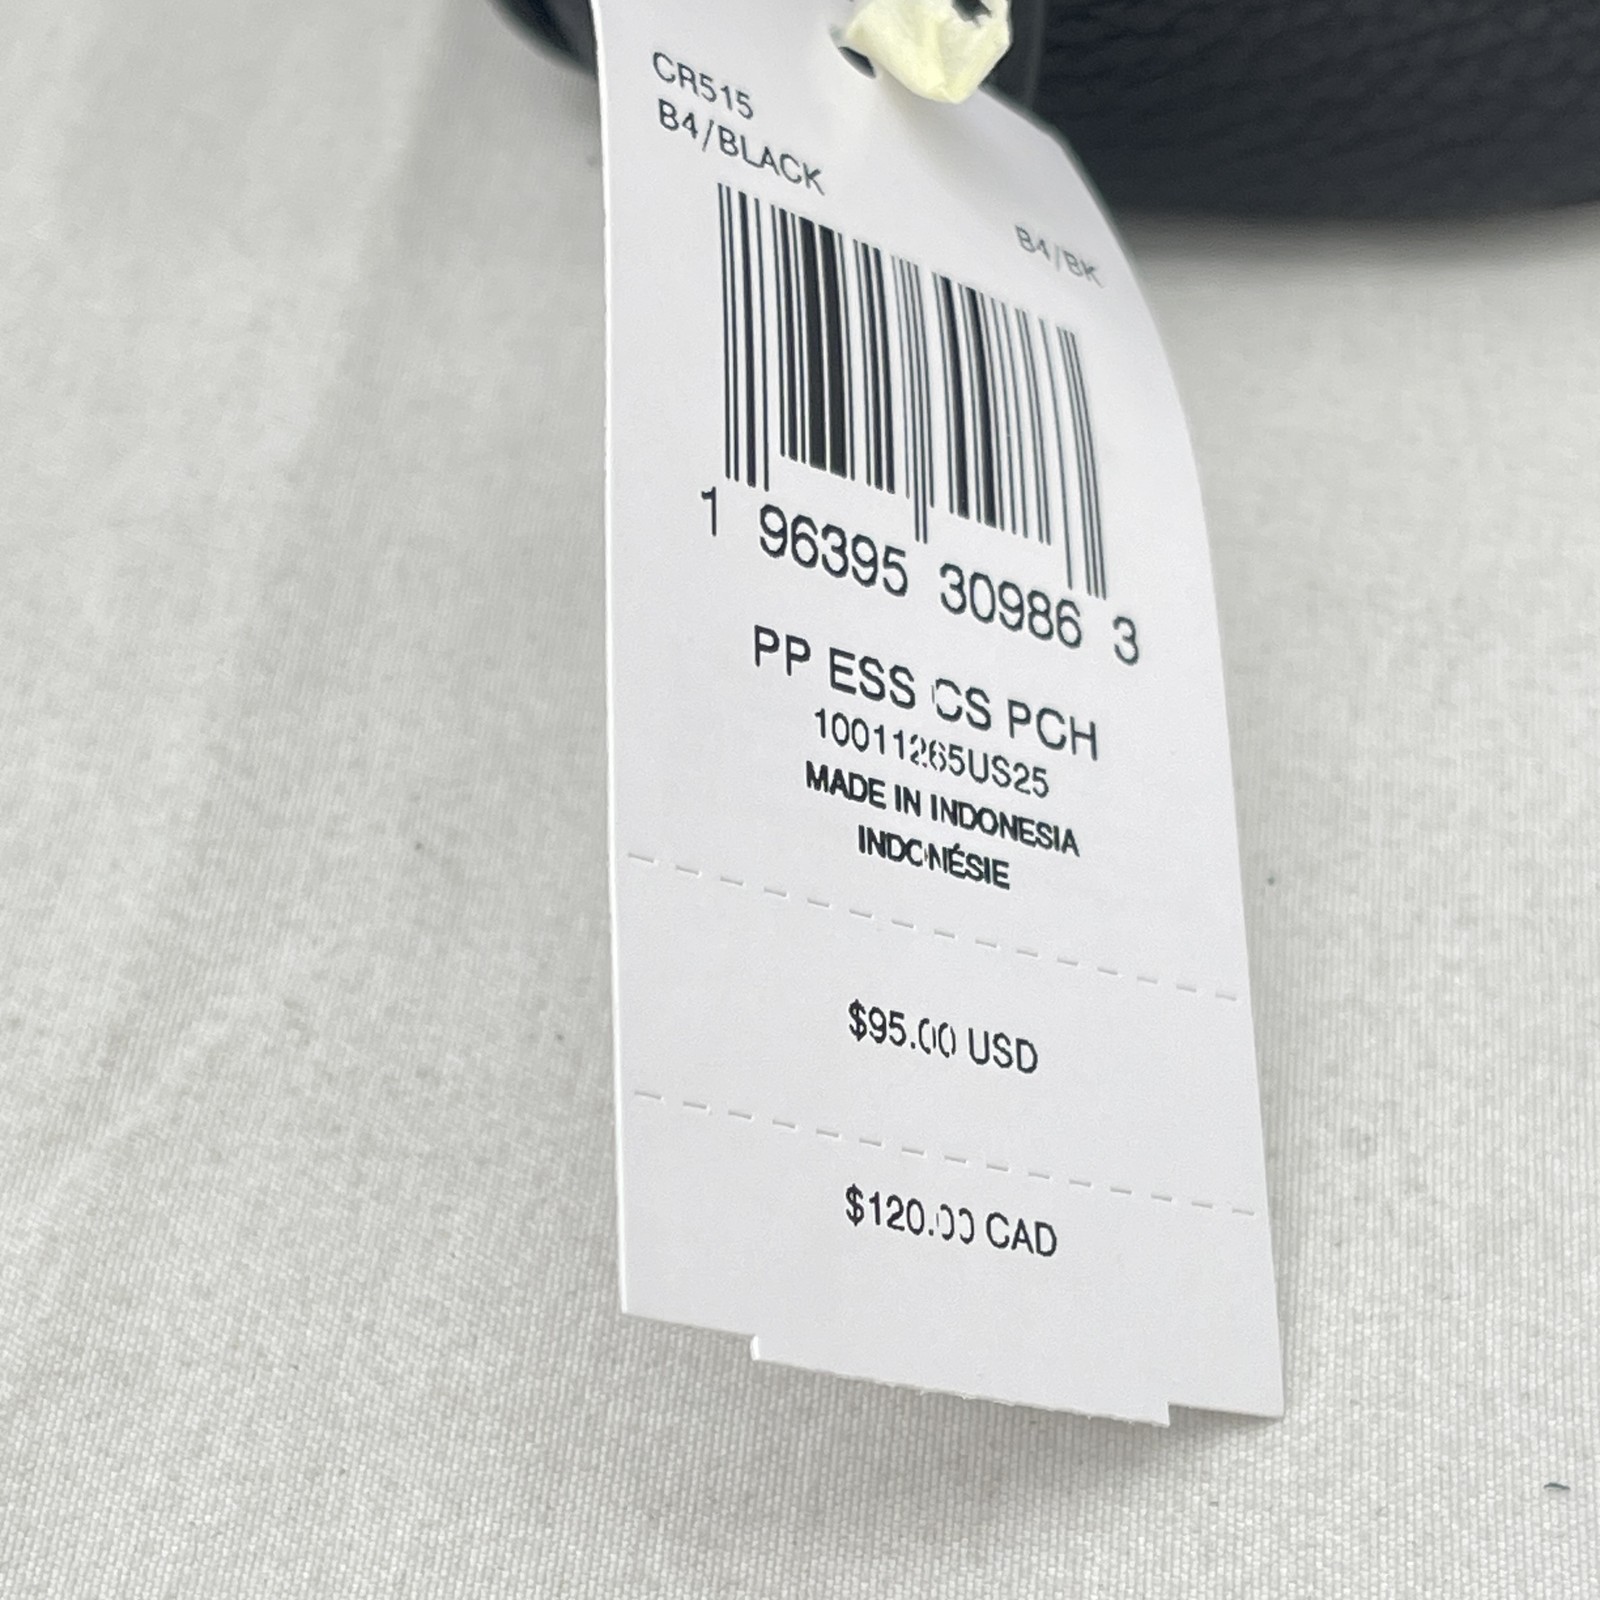 CR515
B4/BLACK
B4/BK
1 96395 30986 3
PP ESS CS PCH
10011265US25
MADE IN INDONESIA
INDONÉSIE
$95.00 USD
$120.00 CAD